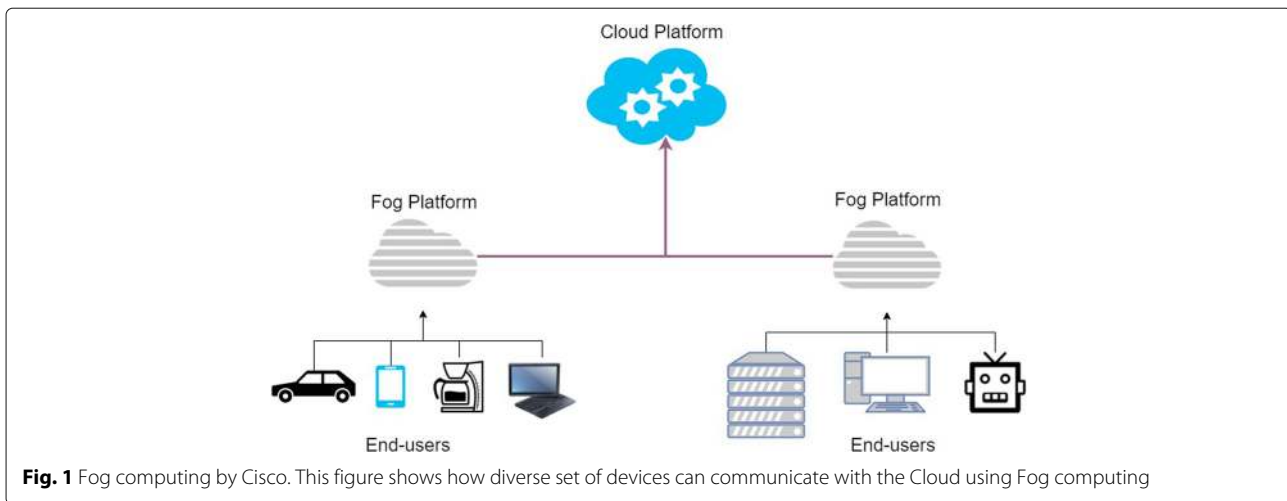 Cloud Platform
Fog Platform
Fog Platform
End-users
End-users
Fig. 1 Fog computing by Cisco. This figure shows how diverse set of devices can communicate with the Cloud using Fog computing